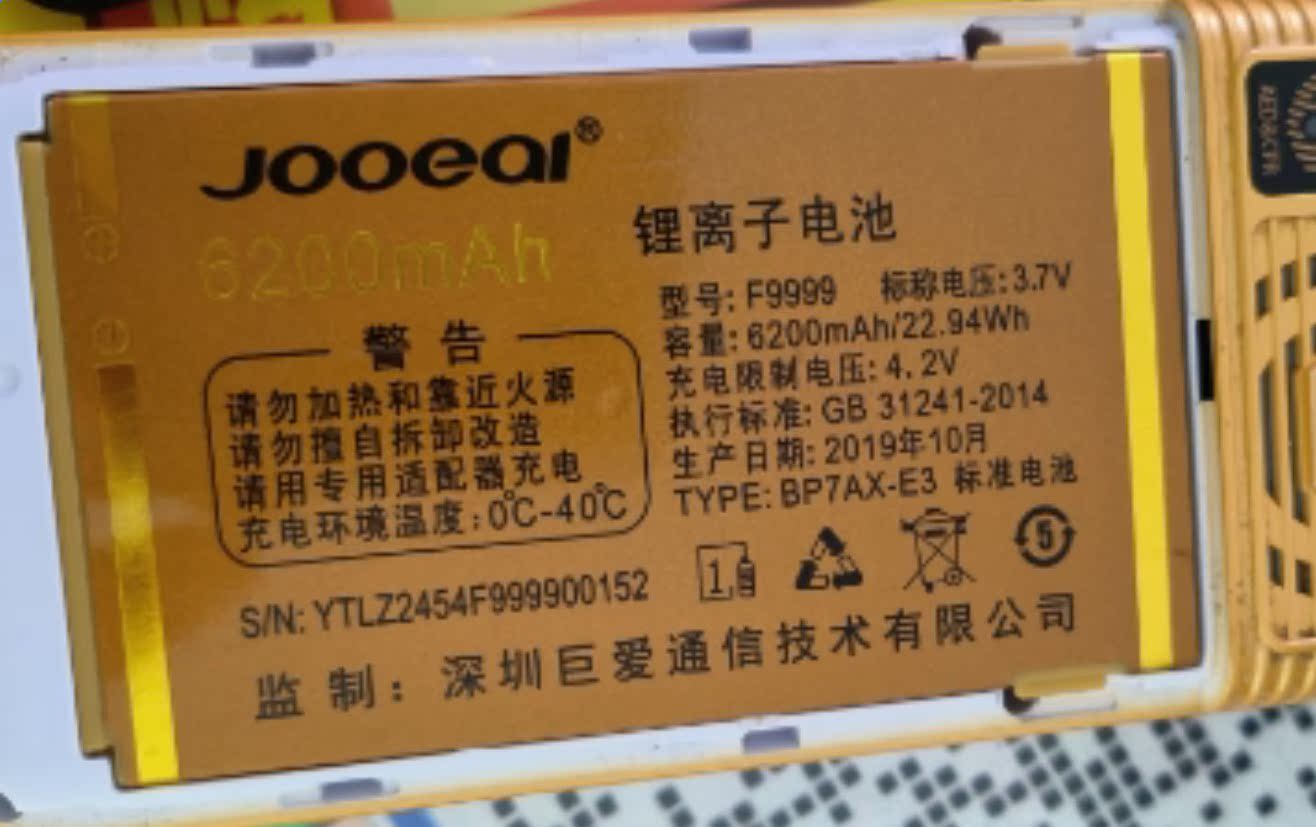 Jooeal®
6200mAh
锂离子电池
型号: F9999 标称电压: 3.7V
容量: 6200mAh/22.94Wh
充电限制电压: 4.2V
执行标准: GB 31241-2014
生产日期: 2019年10月
TYPE: BP7AX-E3 标准电池
警告
请勿加热和靠近火源
请勿擅自拆卸改造
请用专用适配器充电
充电环境温度:0℃-40℃
1
5
S/N: YTLZ2454F999900152
监 制: 深圳巨爱通信技术有限公司